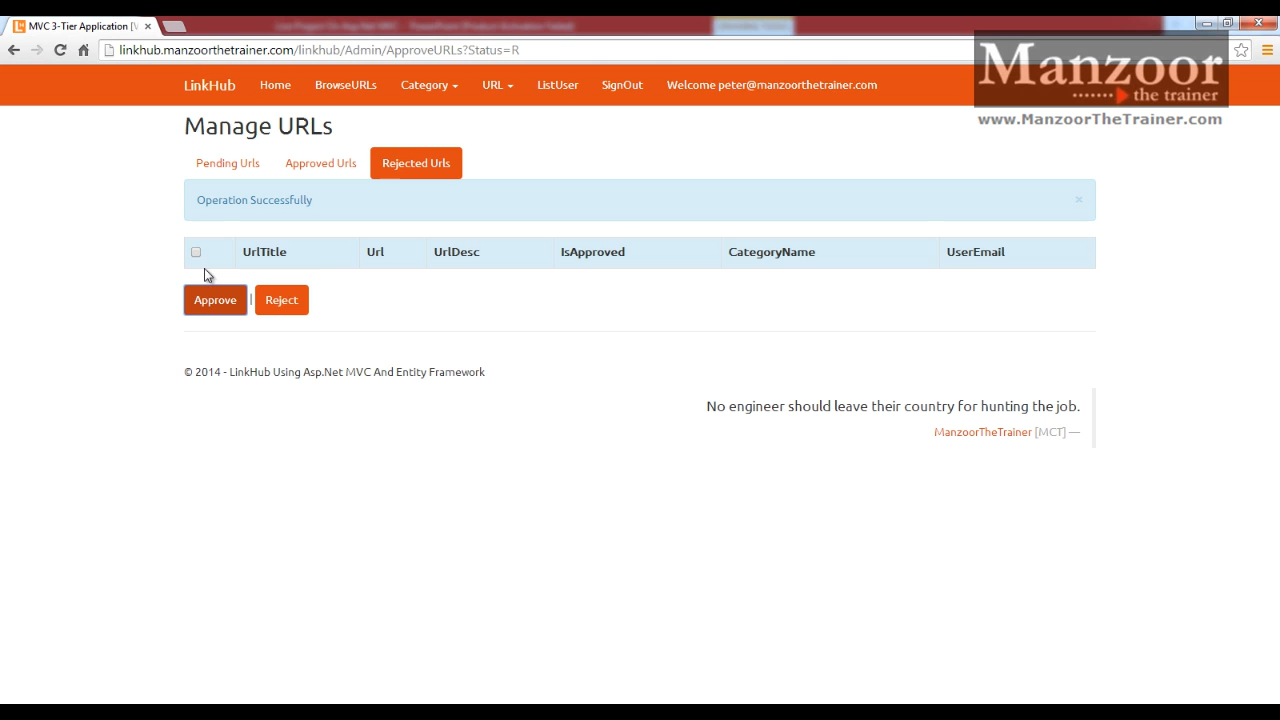 MVC 3-Tier Application [
linkhub.manzoorthetrainer.com/linkhub/Admin/ApproveURLs?Status=R
Manzoor
the trainer
www.ManzoorTheTrainer.com
LinkHub Home BrowseURLs Category URL ListUser SignOut Welcome peter@manzoorthetrainer.com
Manage URLs
Pending Urls Approved Urls Rejected Urls
Operation Successfully ×
UrlTitle Url UrlDesc IsApproved CategoryName UserEmail
Approve | Reject
© 2014 - LinkHub Using Asp.Net MVC And Entity Framework
No engineer should leave their country for hunting the job.
ManzoorTheTrainer [MCT] —